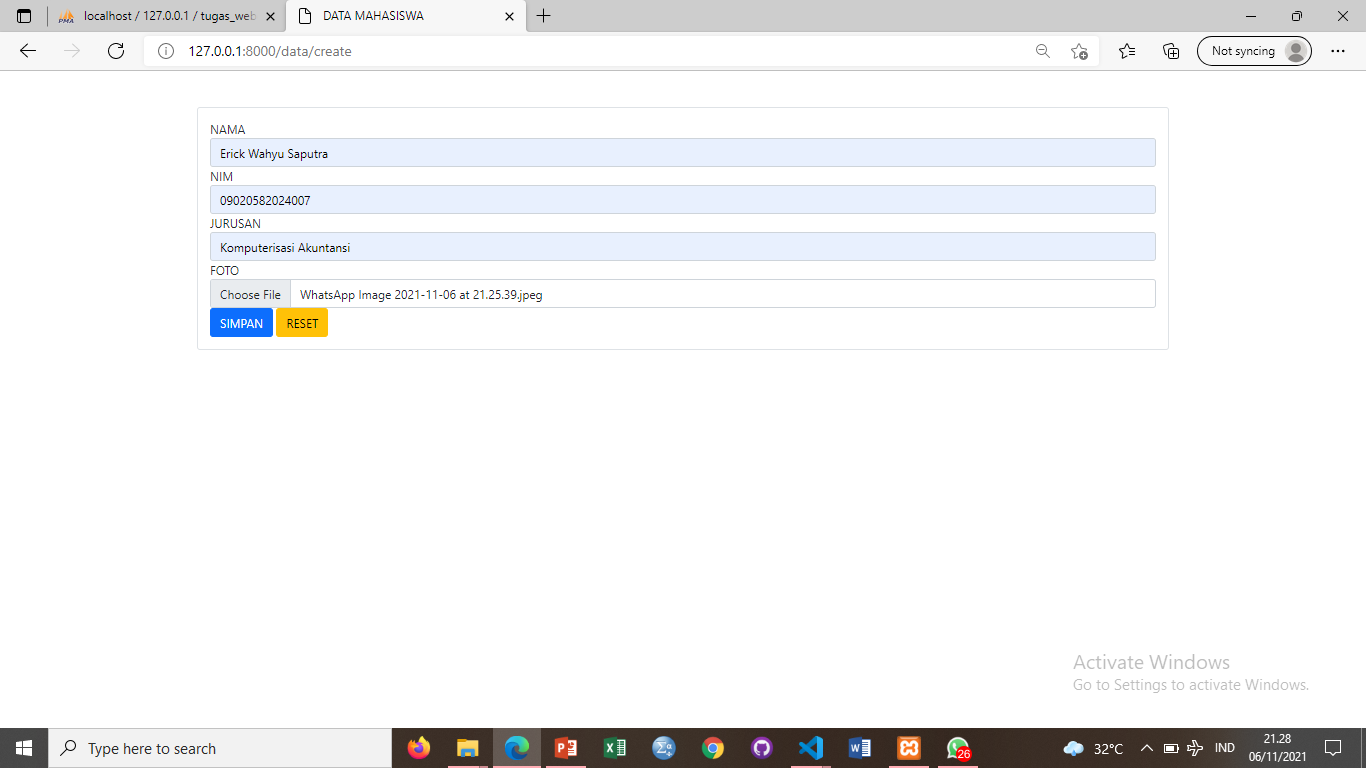 localhost / 127.0.0.1 / tugas_web
DATA MAHASISWA
127.0.0.1:8000/data/create
Not syncing
NAMA
Erick Wahyu Saputra
NIM
09020582024007
JURUSAN
Komputerisasi Akuntansi
FOTO
Choose File WhatsApp Image 2021-11-06 at 21.25.39.jpeg
SIMPAN RESET
Activate Windows
Go to Settings to activate Windows.
Type here to search
26
32°C
IND
21.28
06/11/2021